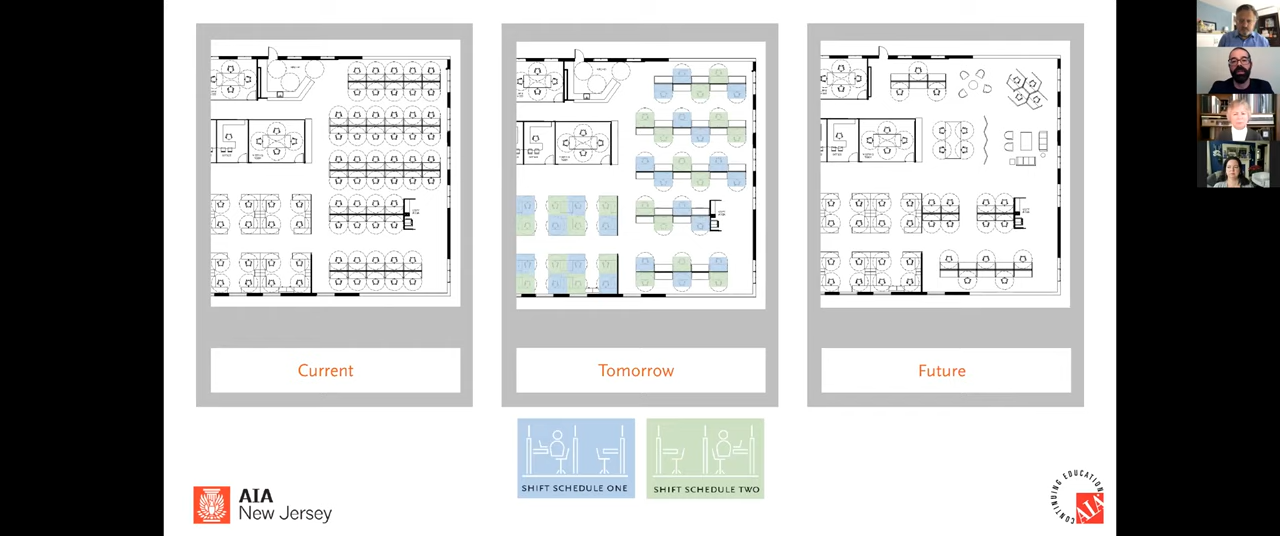 Current
Tomorrow
Future
SHIFT SCHEDULE ONE
SHIFT SCHEDULE TWO
AIA
New Jersey
CONTINUING EDUCATION
AIA